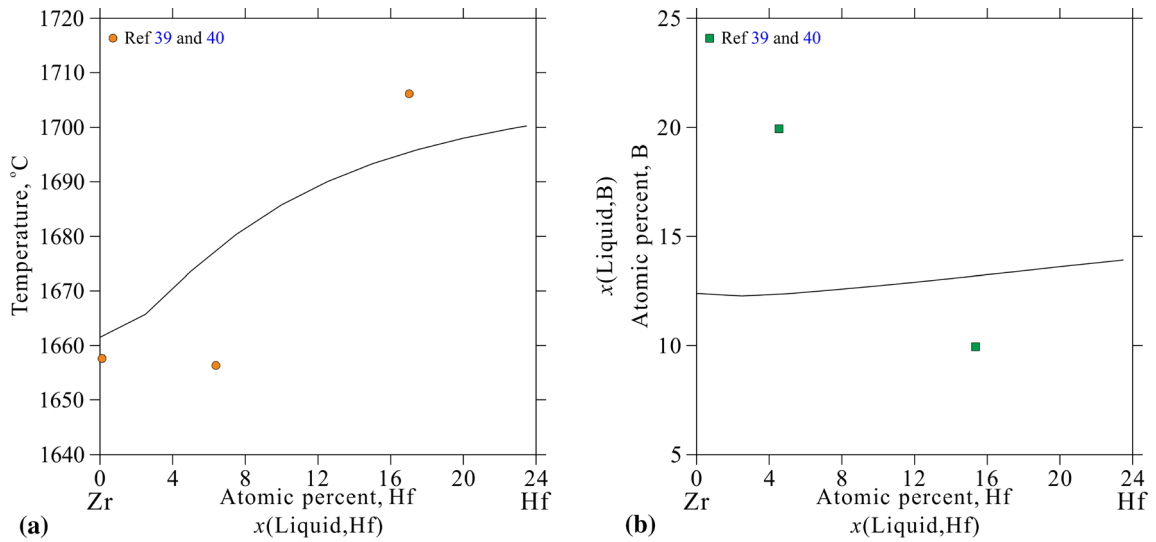 1720
Ref 39 and 40
1710
1700
1690
1680
1670
1660
1650
1640
Temperature, °C
0 4 8 12 16 20 24
Zr Atomic percent, Hf Hf
x(Liquid,Hf)
(a)
25
Ref 39 and 40
20
15
10
5
x(Liquid,B)
Atomic percent, B
0 4 8 12 16 20 24
Zr Atomic percent, Hf Hf
x(Liquid,Hf)
(b)